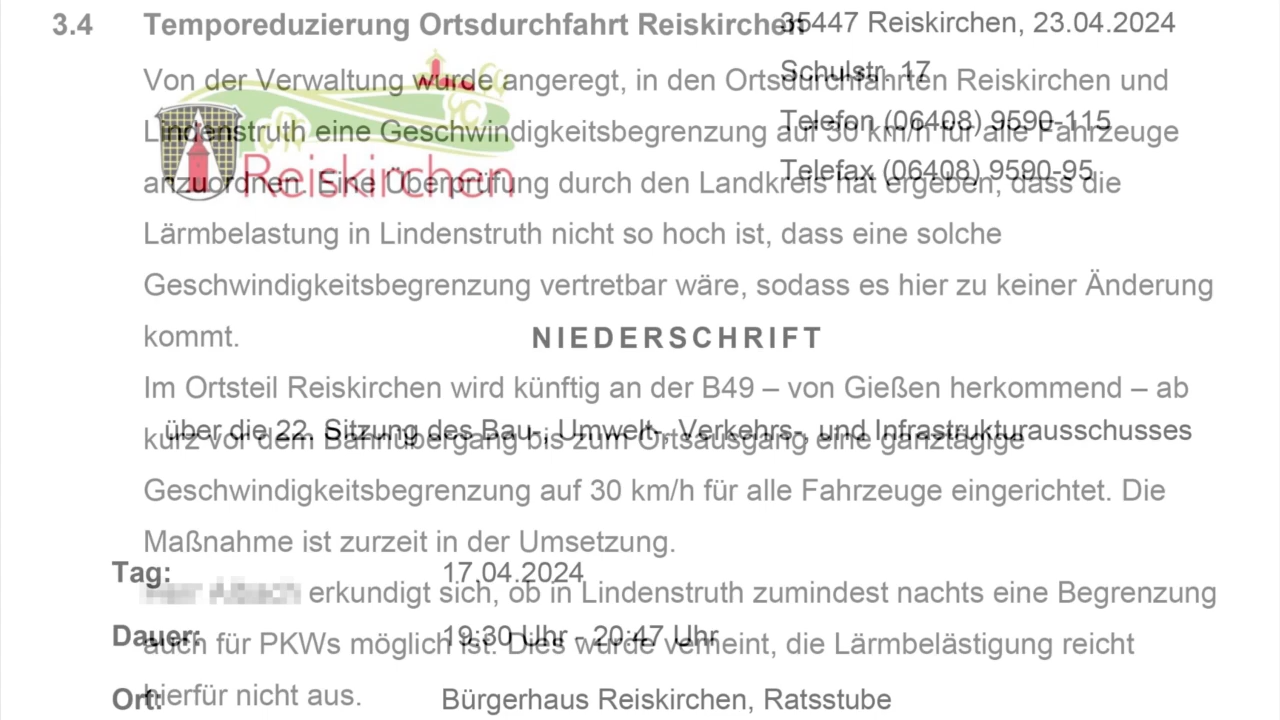 3.4 Temporeduzierung Ortsdurchfahrt Reiskirchen
Von der Verwaltung wurde angeregt, in den Ortsdurchfahrten Reiskirchen und
Lindenstruth eine Geschwindigkeitsbegrenzung auf 30 km/h für alle Fahrzeuge
anzuordnen. Eine Überprüfung durch den Landkreis hat ergeben, dass die
Lärmbelastung in Lindenstruth nicht so hoch ist, dass eine solche
Geschwindigkeitsbegrenzung vertretbar wäre, sodass es hier zu keiner Änderung
kommt.
Im Ortsteil Reiskirchen wird künftig an der B49 – von Gießen herkommend – ab
kurz vor dem Bahnübergang bis zum Ortsausgang eine ganztägige
Geschwindigkeitsbegrenzung auf 30 km/h für alle Fahrzeuge eingerichtet. Die
Maßnahme ist zurzeit in der Umsetzung.
erkundigt sich, ob in Lindenstruth zumindest nachts eine Begrenzung
auch für PKWs möglich ist. Dies wurde verneint, die Lärmbelästigung reicht
hierfür nicht aus.
Reiskirchen
35447 Reiskirchen, 23.04.2024
Schulstr. 17
Telefon (06408) 9590-115
Telefax (06408) 9590-95
NIEDERSCHRIFT
über die 22. Sitzung des Bau-, Umwelt-, Verkehrs-, und Infrastrukturausschusses
Tag: 17.04.2024
Dauer: 19:30 Uhr - 20:47 Uhr
Ort: Bürgerhaus Reiskirchen, Ratsstube